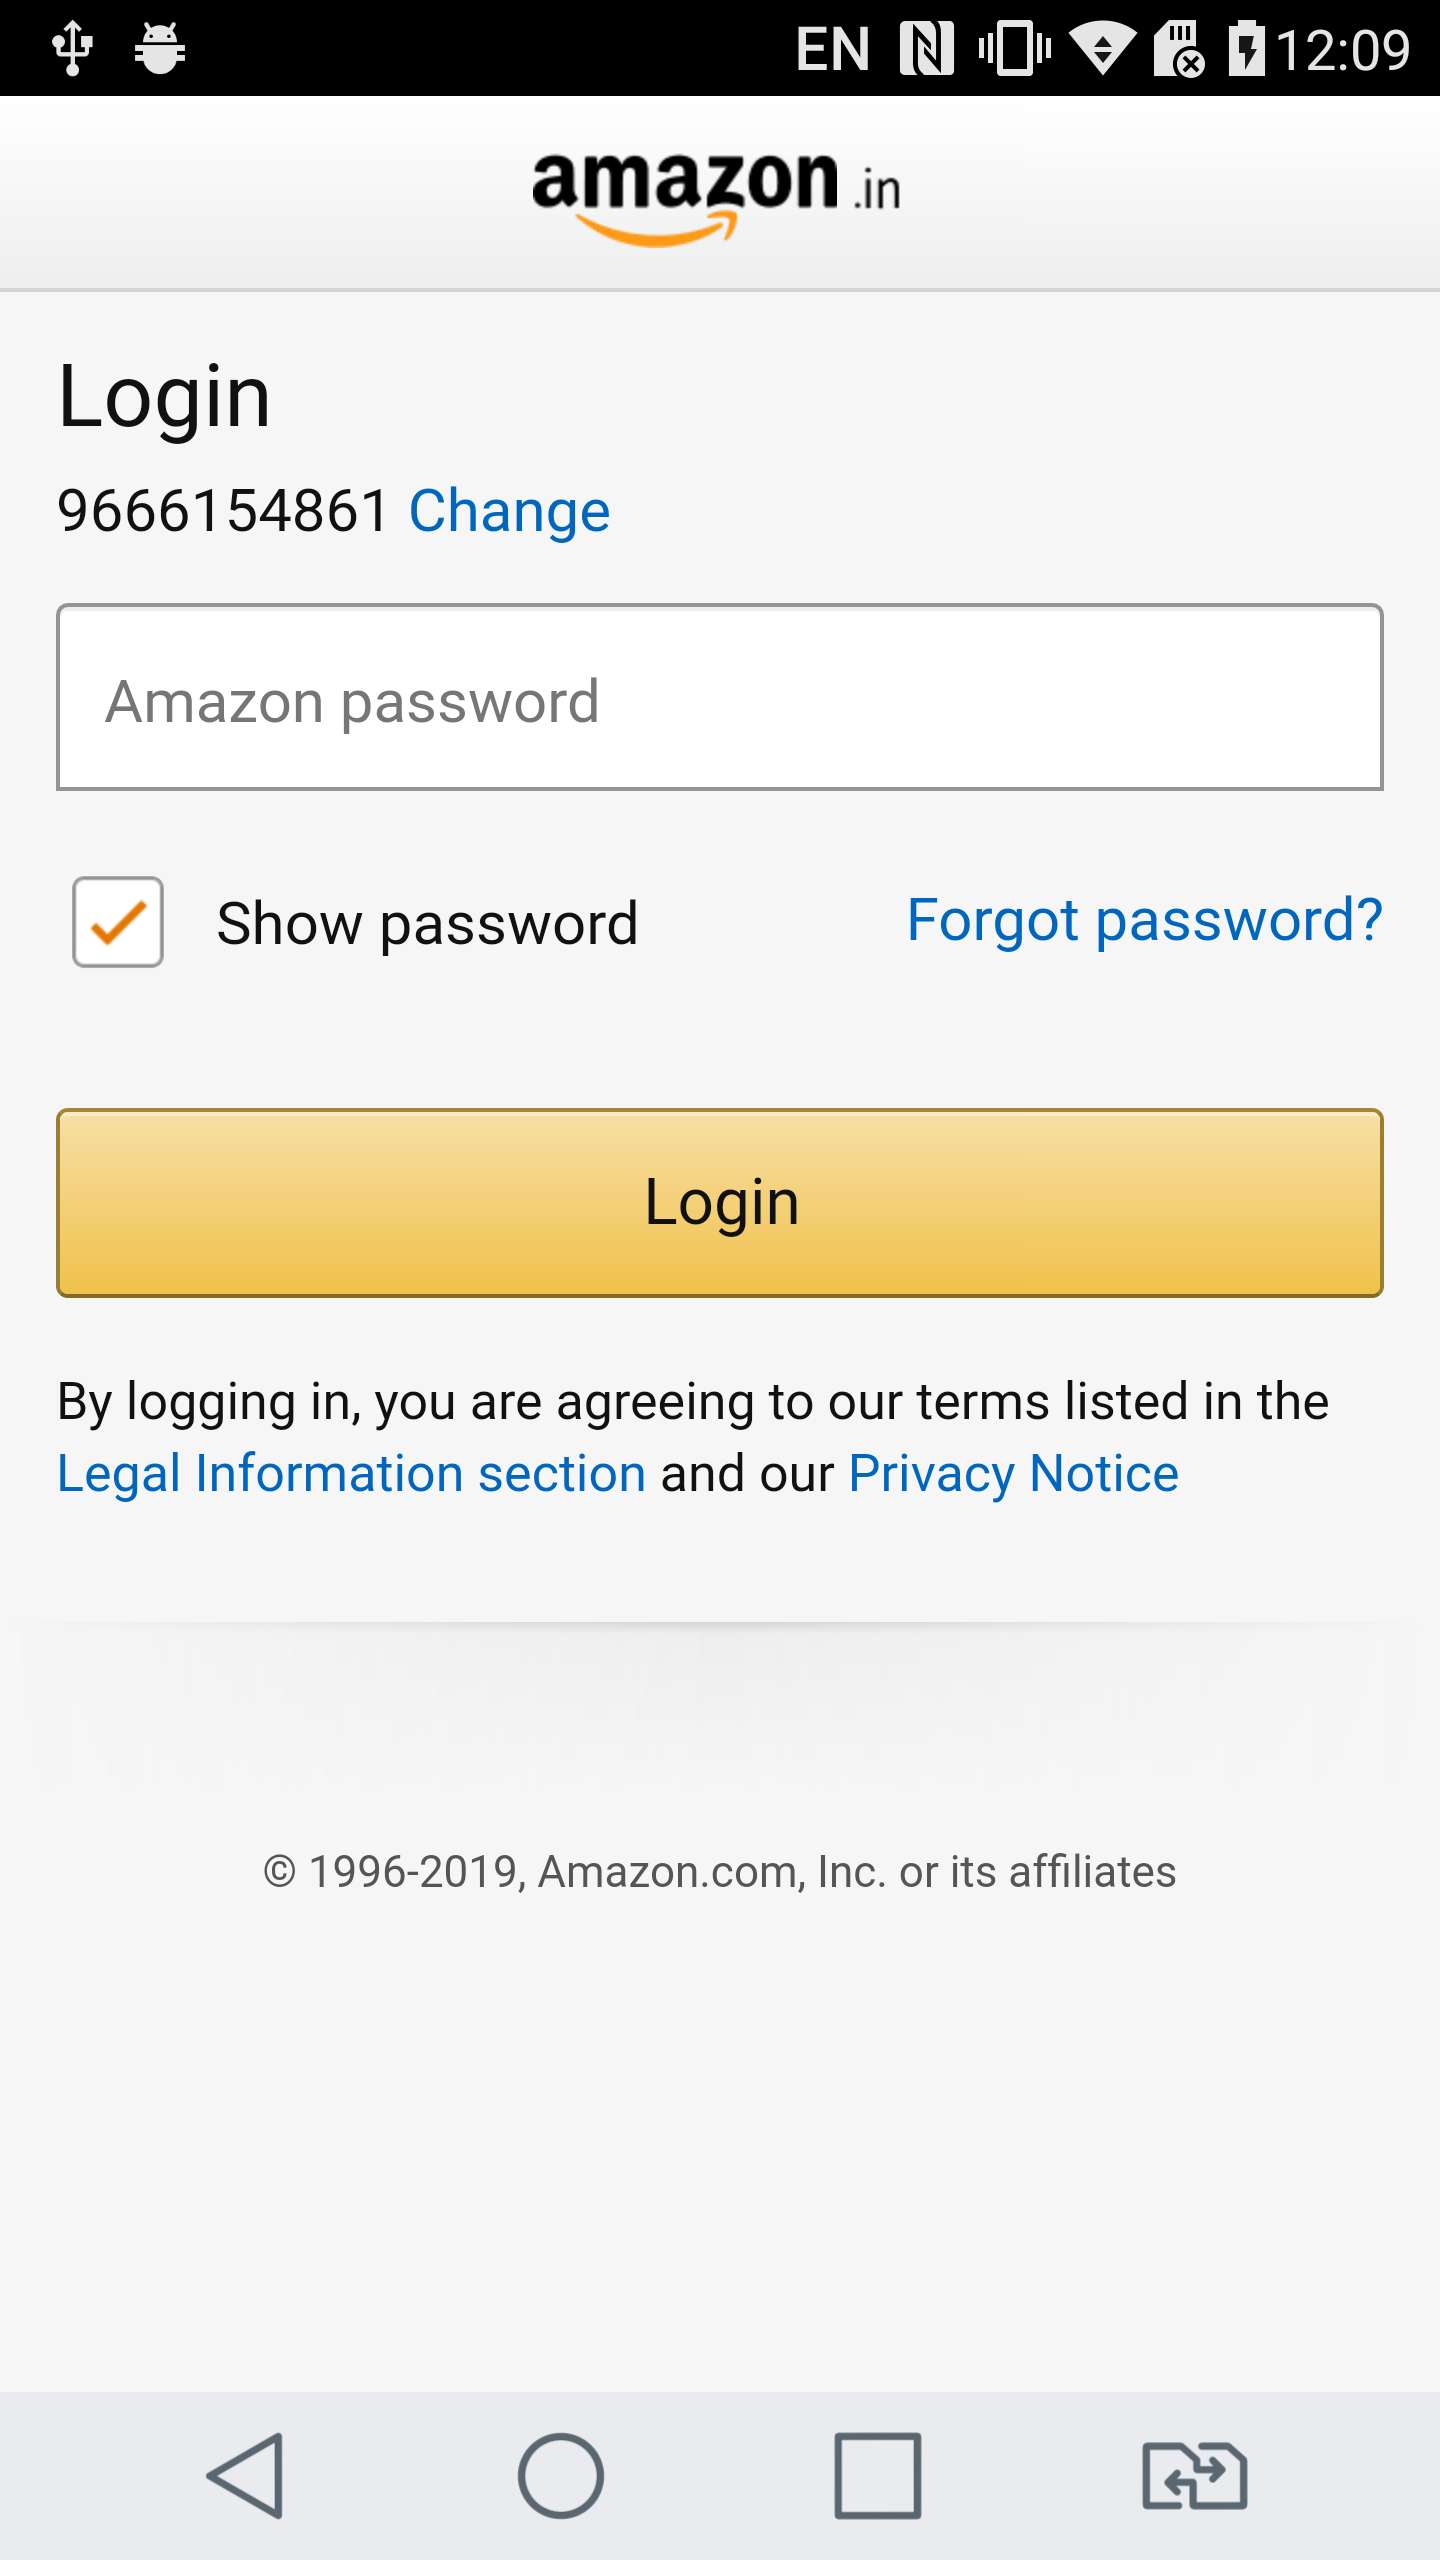 EN 12:09
amazon .in
Login
9666154861 Change
Amazon password
Show password Forgot password?
Login
By logging in, you are agreeing to our terms listed in the
Legal Information section and our Privacy Notice
© 1996-2019, Amazon.com, Inc. or its affiliates